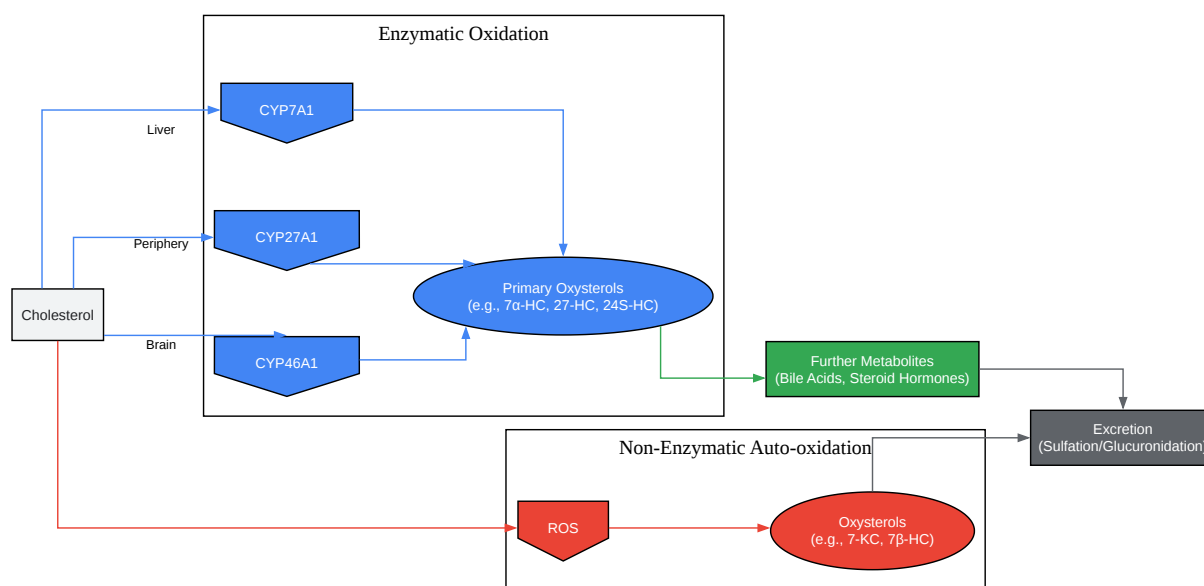 Enzymatic Oxidation
CYP7A1
Liver
CYP27A1
Periphery
Primary Oxysterols
(e.g., 7α-HC, 27-HC, 24S-HC)
Cholesterol
Brain
CYP46A1
Further Metabolites
(Bile Acids, Steroid Hormones)
Excretion
(Sulfation/Glucuronidation)
Non-Enzymatic Auto-oxidation
ROS
Oxysterols
(e.g., 7-KC, 7β-HC)